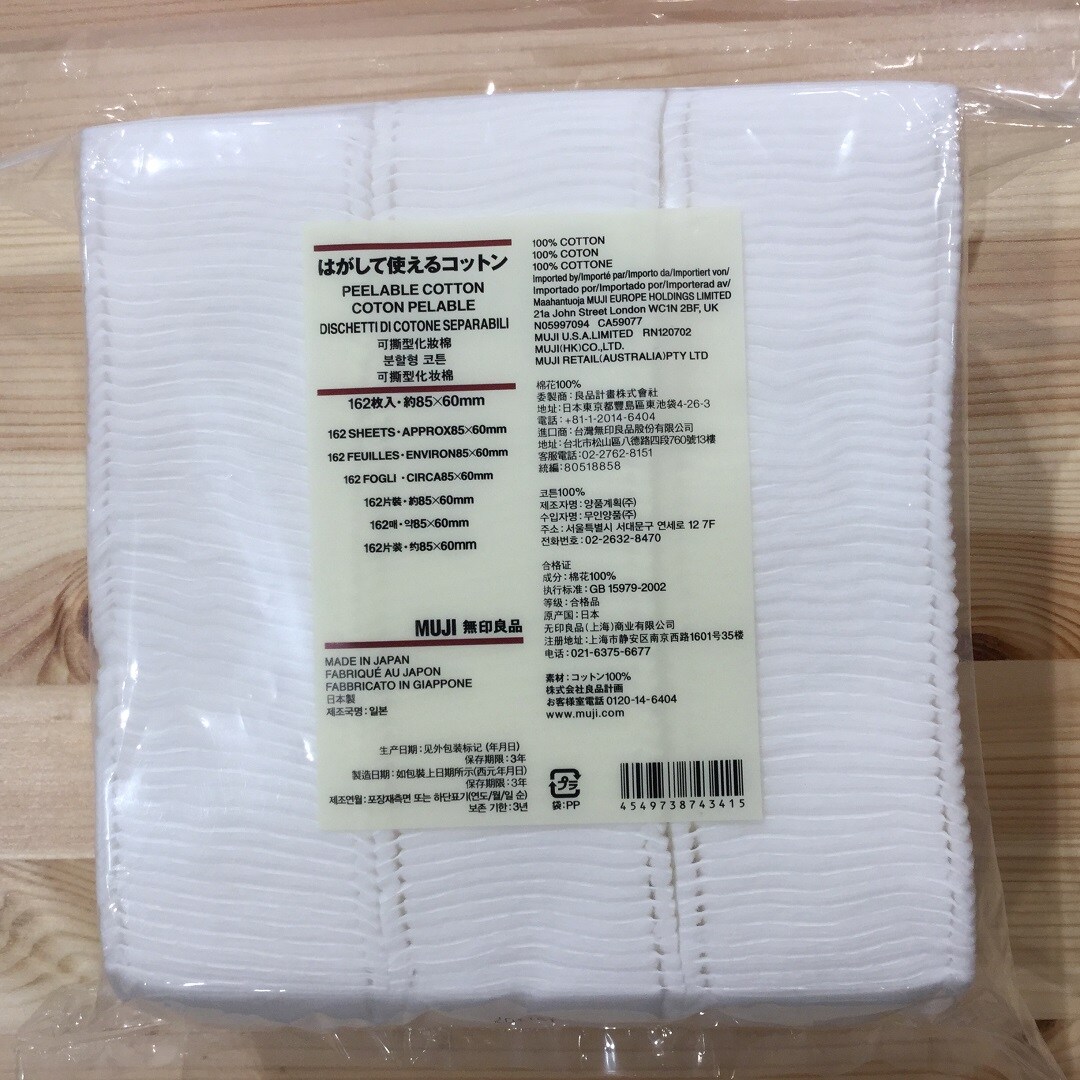 はがして使えるコットン
PEELABLE COTTON
COTON PELABLE
DISCHETTI DI COTONE SEPARABILI
可撕型化妝棉
분할형 코튼
可撕型化妆棉
162枚入・約85×60mm
162 SHEETS・APPROX85×60mm
162 FEUILLES・ENVIRON85×60mm
162 FOGLI・CIRCA85×60mm
162片裝・約85×60mm
162매・약85×60mm
162片装・约85×60mm
MUJI 無印良品
MADE IN JAPAN
FABRIQUÉ AU JAPON
FABBRICATO IN GIAPPONE
日本製
제조국명:일본
生产日期:见外包装标记 (年月日)
保存期限:3年
製造日期:如包裝上日期所示(西元年月日)
保存期限:3年
제조연월:포장재측면 또는 하단표기(연도/월/일 순)
보존 기한:3년
100% COTTON
100% COTON
100% COTTONE
Imported by/Importé par/Importo da/Importiert von/
Importado por/Importado por/Importerad av/
Maahantuoja MUJI EUROPE HOLDINGS LIMITED
21a John Street London WC1N 2BF, UK
N05997094 CA59077
MUJI U.S.A.LIMITED RN120702
MUJI(HK)CO.,LTD.
MUJI RETAIL(AUSTRALIA)PTY LTD
棉花100%
委製商:良品計畫株式會社
地址:日本東京都豐島區東池袋4-26-3
電話:+81-1-2014-6404
進口商:台灣無印良品股份有限公司
地址:台北市松山區八德路四段760號13樓
客服電話:02-2762-8151
統編:80518858
코튼100%
제조자명:양품계획(주)
수입자명:무인양품(주)
주소:서울특별시 서대문구 연세로 12 7F
전화번호:02-2632-8470
合格证
成分:棉花100%
执行标准:GB 15979-2002
等级:合格品
原产国:日本
无印良品(上海)商业有限公司
注册地址:上海市静安区南京西路1601号35楼
电话:021-6375-6677
素材:コットン100%
株式会社良品計画
お客様室電話 0120-14-6404
www.muji.com
プラ
袋:PP
4549738743415